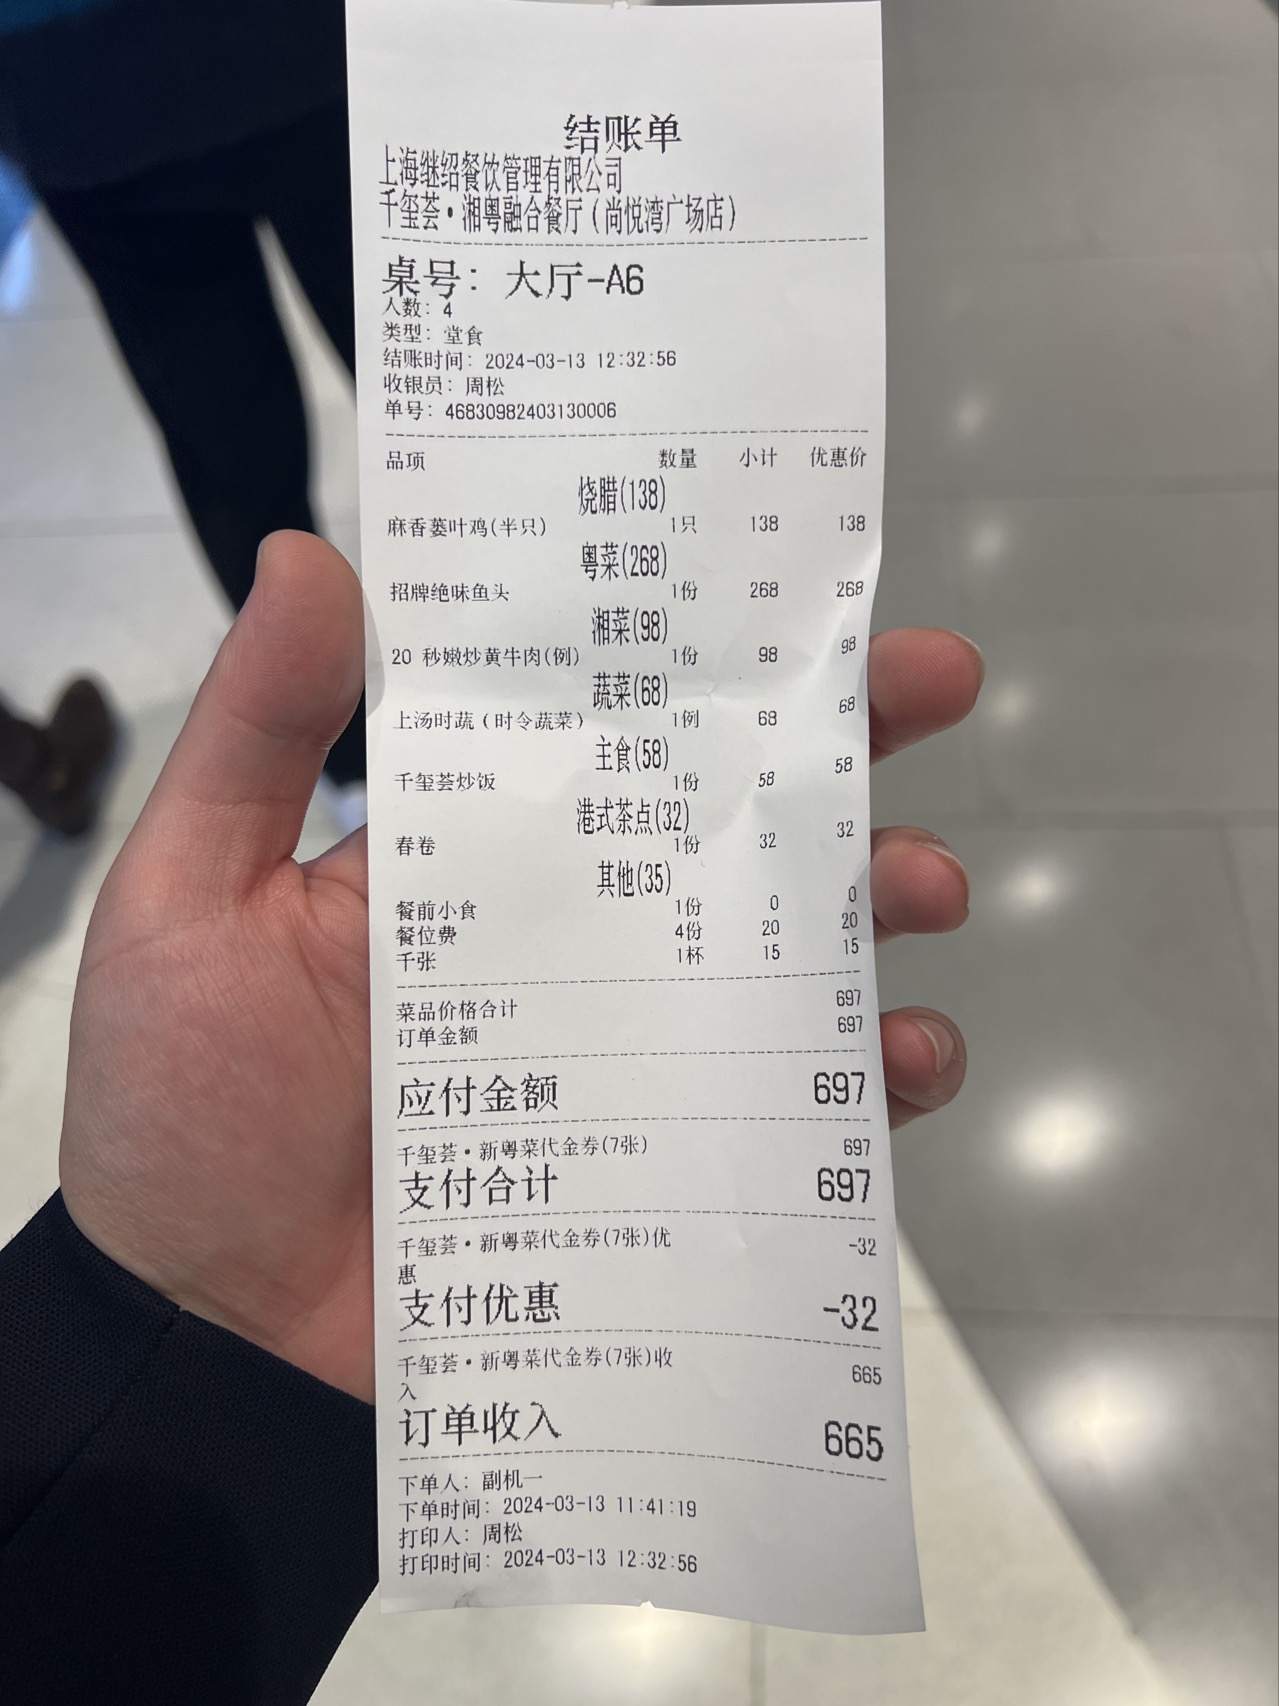 结账单
上海继绍餐饮管理有限公司
千玺荟•湘粤融合餐厅(尚悦湾广场店)
桌号: 大厅-A6
人数: 4
类型: 堂食
结账时间: 2024-03-13 12:32:56
收银员: 周松
单号: 46830982403130006
品项 数量 小计 优惠价
烧腊(138)
麻香蒌叶鸡(半只) 1只 138 138
粤菜(268)
招牌绝味鱼头 1份 268 268
湘菜(98)
20 秒嫩炒黄牛肉(例) 1份 98 98
蔬菜(68)
上汤时蔬(时令蔬菜) 1例 68 68
主食(58)
千玺荟炒饭 1份 58 58
港式茶点(32)
春卷 1份 32 32
其他(35)
餐前小食 1份 0 0
餐位费 4份 20 20
千张 1杯 15 15
菜品价格合计 697
订单金额 697
应付金额 697
千玺荟•新粤菜代金券(7张) 697
支付合计 697
千玺荟•新粤菜代金券(7张)优 -32
惠
支付优惠 -32
千玺荟•新粤菜代金券(7张)收 665
入
订单收入 665
下单人: 副机一
下单时间: 2024-03-13 11:41:19
打印人: 周松
打印时间: 2024-03-13 12:32:56